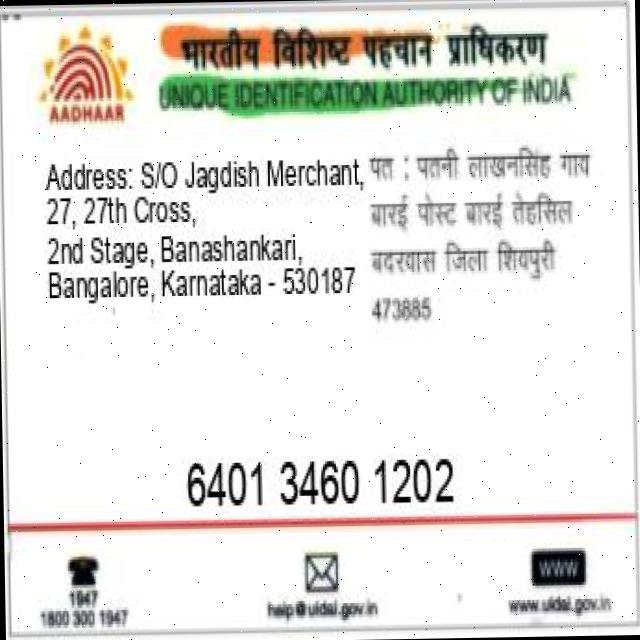 भारतीय विशिष्ट पहचान प्राधिकरण
UNIQUE IDENTIFICATION AUTHORITY OF INDIA
AADHAAR
Address: S/O Jagdish Merchant,
27, 27th Cross,
2nd Stage, Banashankari,
Bangalore, Karnataka - 530187
पत : पतनी लाखनसिंह गाव
बारई पोस्ट बारई तेहसिल
बदरवास जिला शिवपुरी
473885
6401 3460 1202
1947
1800 300 1947
help@uidai.gov.in
WWW
www.uidai.gov.in